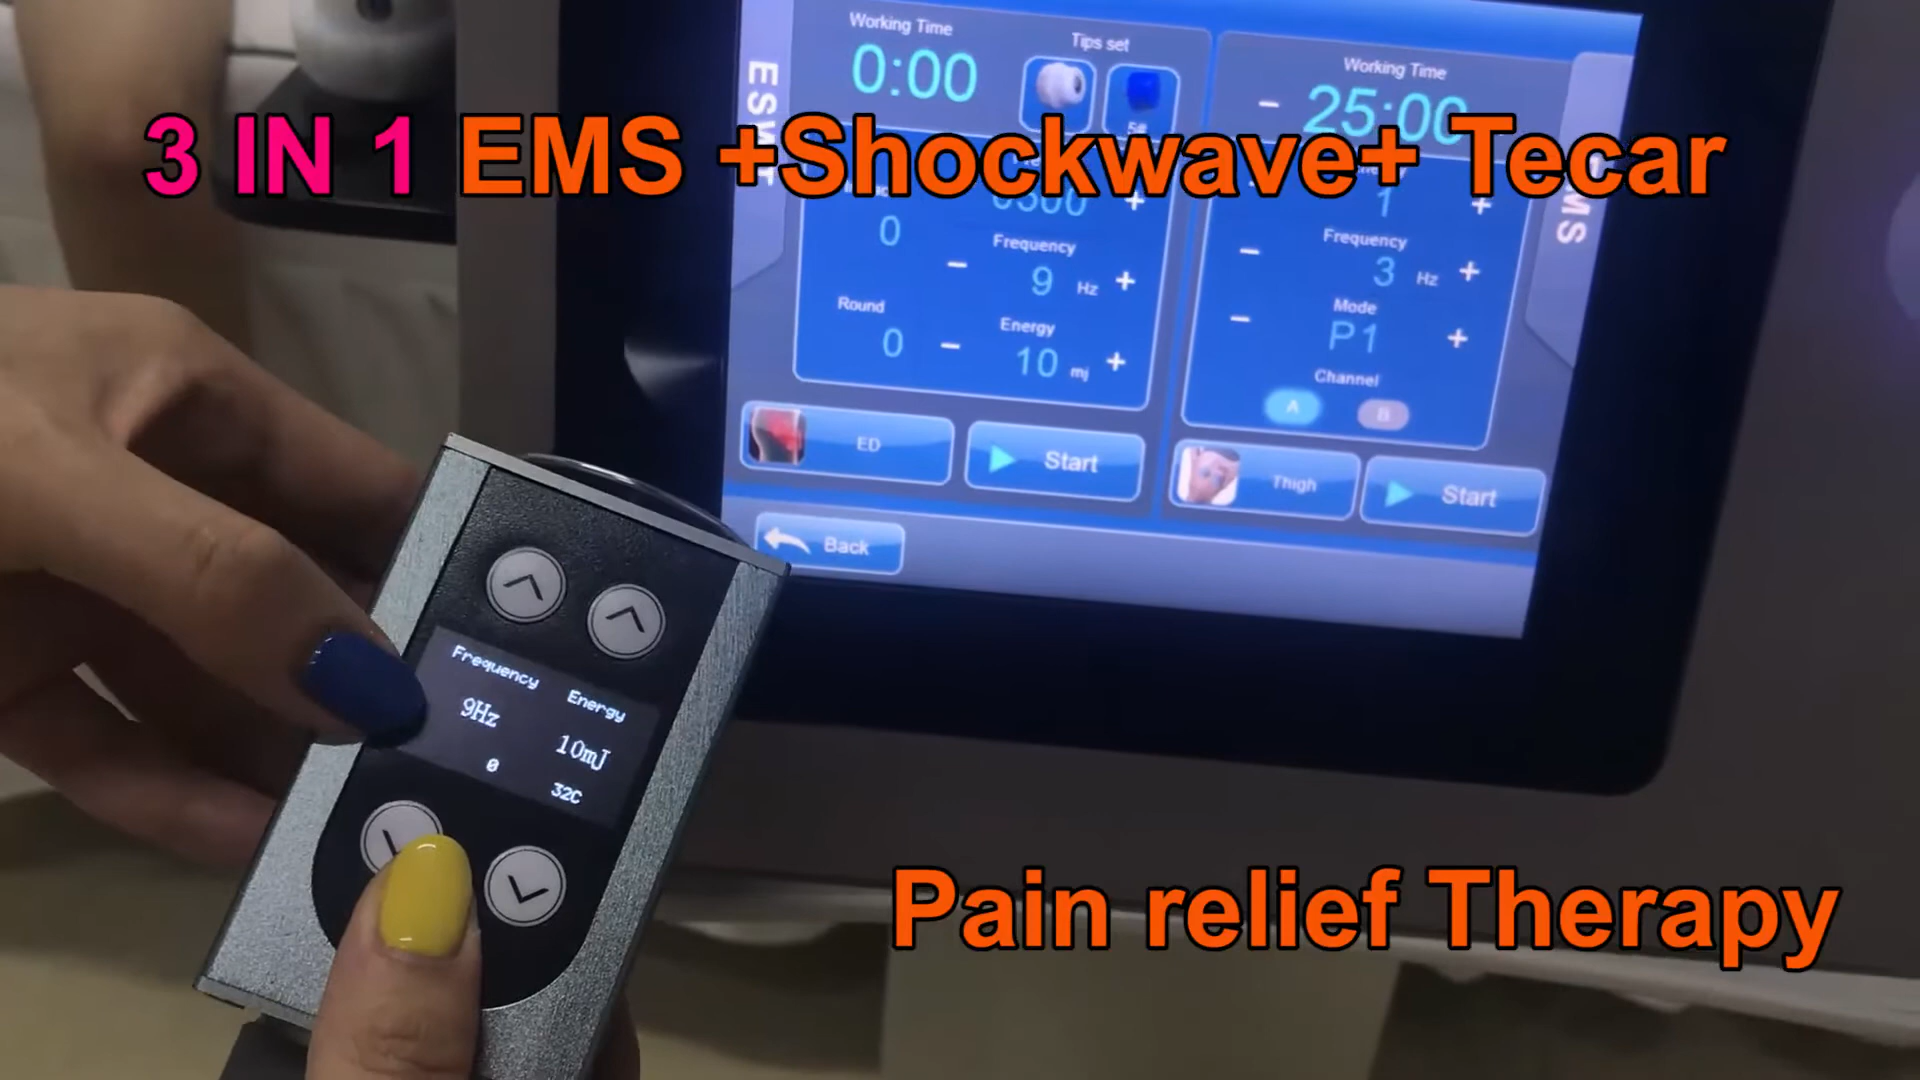 3 IN 1 EMS +Shockwave+ Tecar
Pain relief Therapy
Working Time
0:00
Tips set
0
Frequency
9 Hz
Round
0
Energy
10 mj
ED
Start
Back
Working Time
25:00
1
Frequency
3 Hz
Mode
P1
Channel
A B
Thigh
Start
Frequency Energy
9Hz 10mJ
0 32C